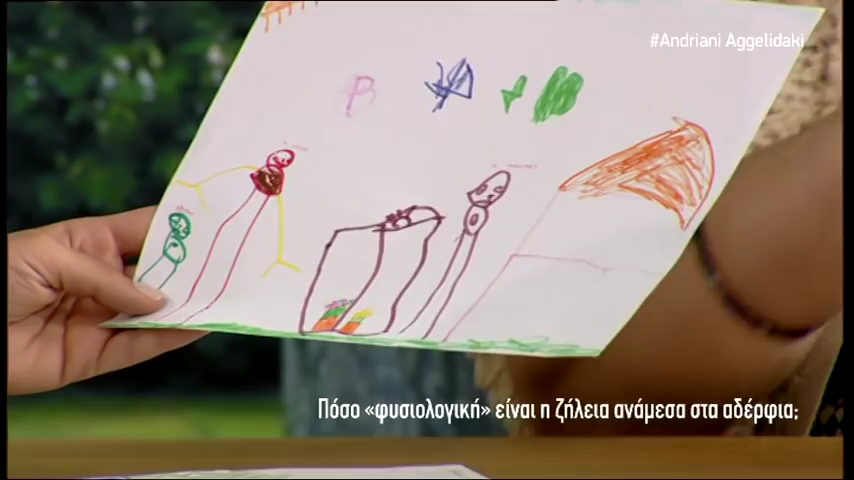 #Andriani Aggelidaki
Πόσο «φυσιολογική» είναι η ζήλεια ανάμεσα στα αδέρφια;